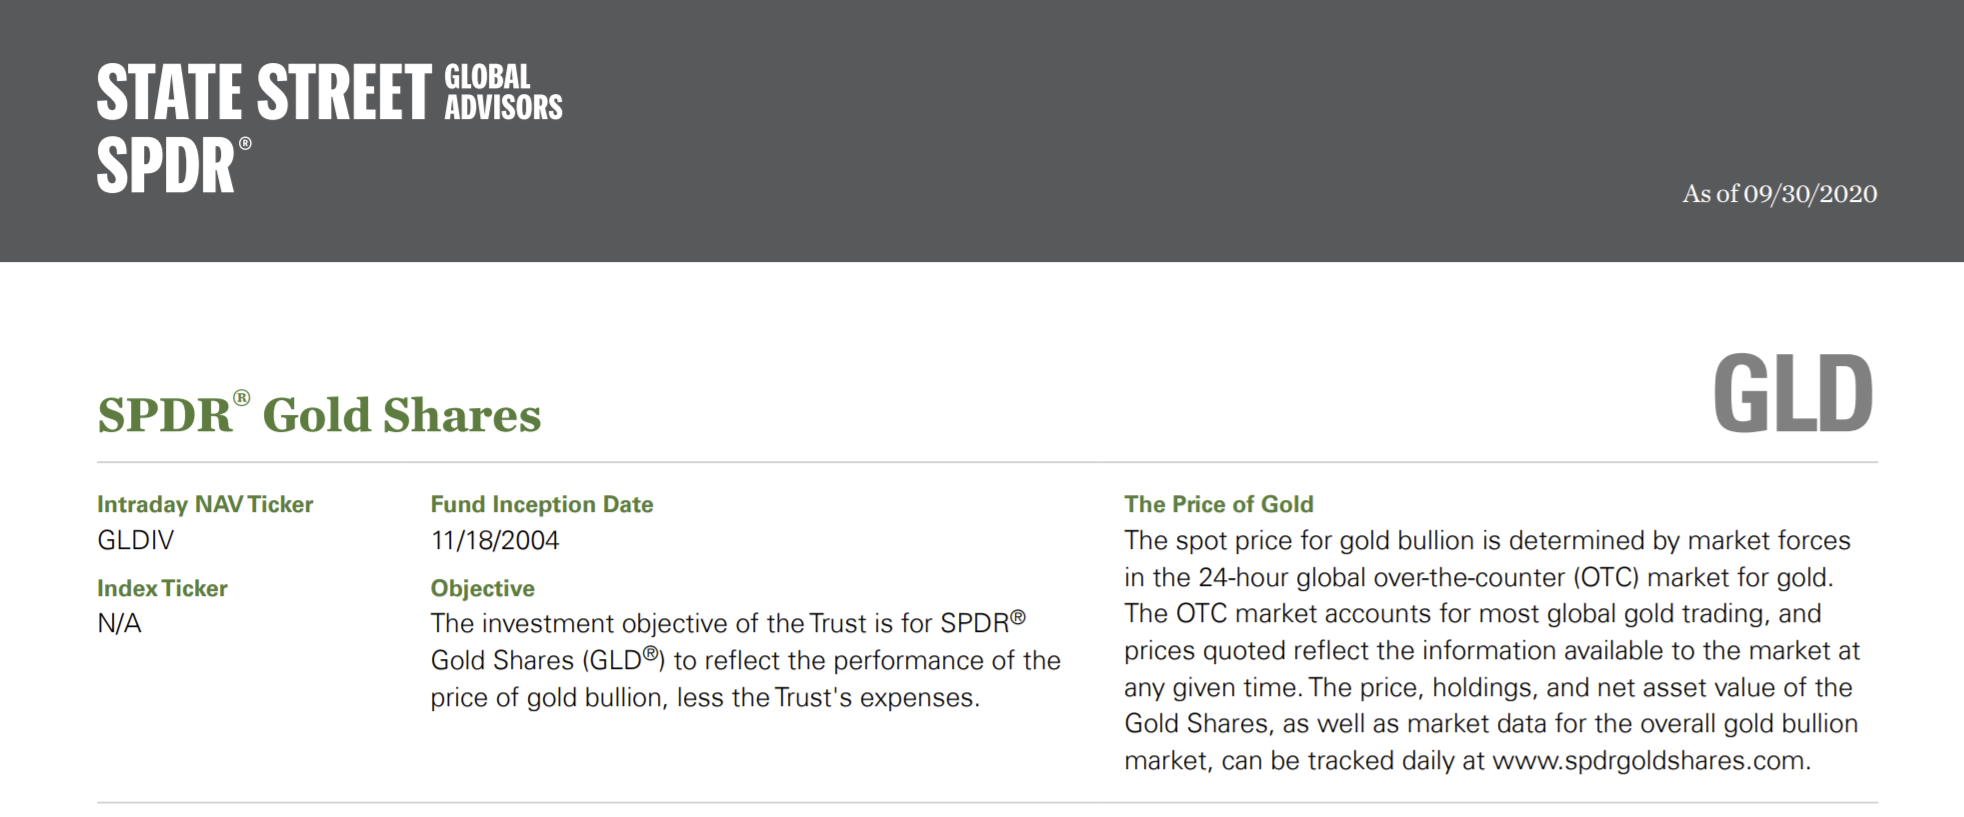 STATE STREET GLOBAL ADVISORS
SPDR®
As of 09/30/2020
SPDR® Gold Shares
GLD
Intraday NAV Ticker
GLDIV
Index Ticker
N/A
Fund Inception Date
11/18/2004
Objective
The investment objective of the Trust is for SPDR®
Gold Shares (GLD®) to reflect the performance of the
price of gold bullion, less the Trust's expenses.
The Price of Gold
The spot price for gold bullion is determined by market forces
in the 24-hour global over-the-counter (OTC) market for gold.
The OTC market accounts for most global gold trading, and
prices quoted reflect the information available to the market at
any given time. The price, holdings, and net asset value of the
Gold Shares, as well as market data for the overall gold bullion
market, can be tracked daily at www.spdrgoldshares.com.